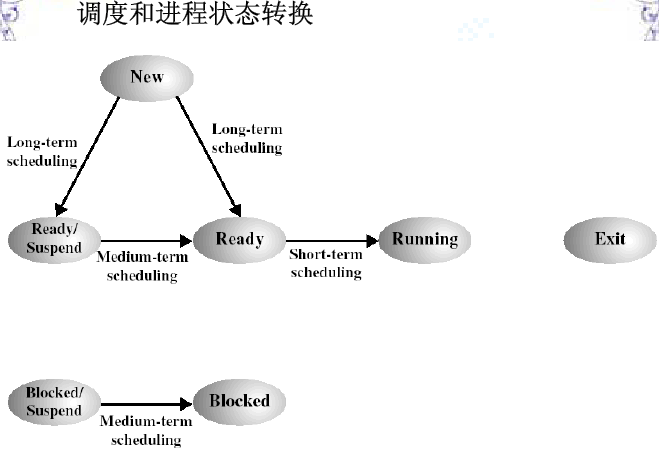 调度和进程状态转换
New
Long-term
scheduling
Long-term
scheduling
Ready/
Suspend
Medium-term
scheduling
Ready
Short-term
scheduling
Running
Exit
Blocked/
Suspend
Medium-term
scheduling
Blocked